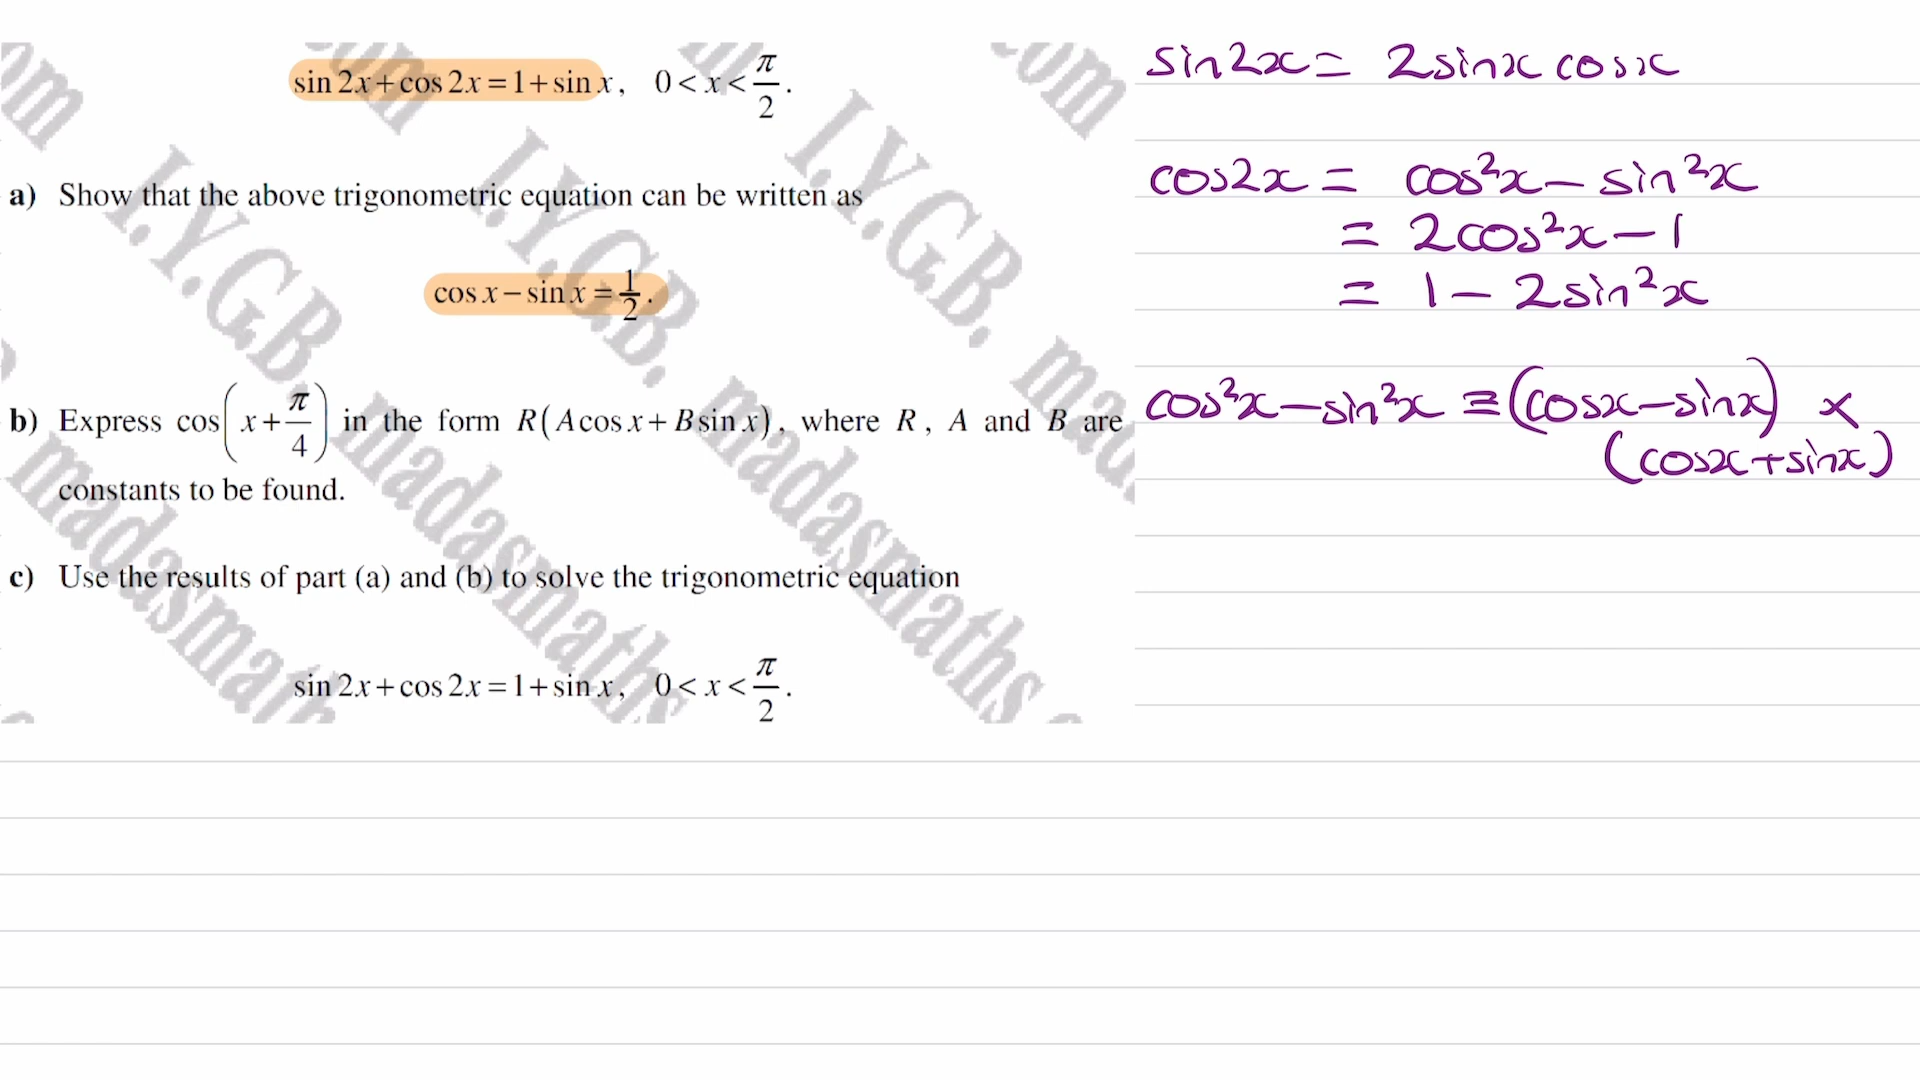 sin 2x + cos 2x = 1 + sin x, 0 < x < π/2.
a) Show that the above trigonometric equation can be written as
cos x − sin x = 1/2.
b) Express cos(x + π/4) in the form R(A cos x + B sin x), where R, A and B are
constants to be found.
c) Use the results of part (a) and (b) to solve the trigonometric equation
sin 2x + cos 2x = 1 + sin x, 0 < x < π/2.
sin2x = 2sinx cosx
cos2x = cos²x − sin²x
= 2cos²x − 1
= 1 − 2sin²x
cos²x − sin²x ≡ (cosx − sinx) ×
(cosx + sinx)
I.Y.G.B. madasmaths.com